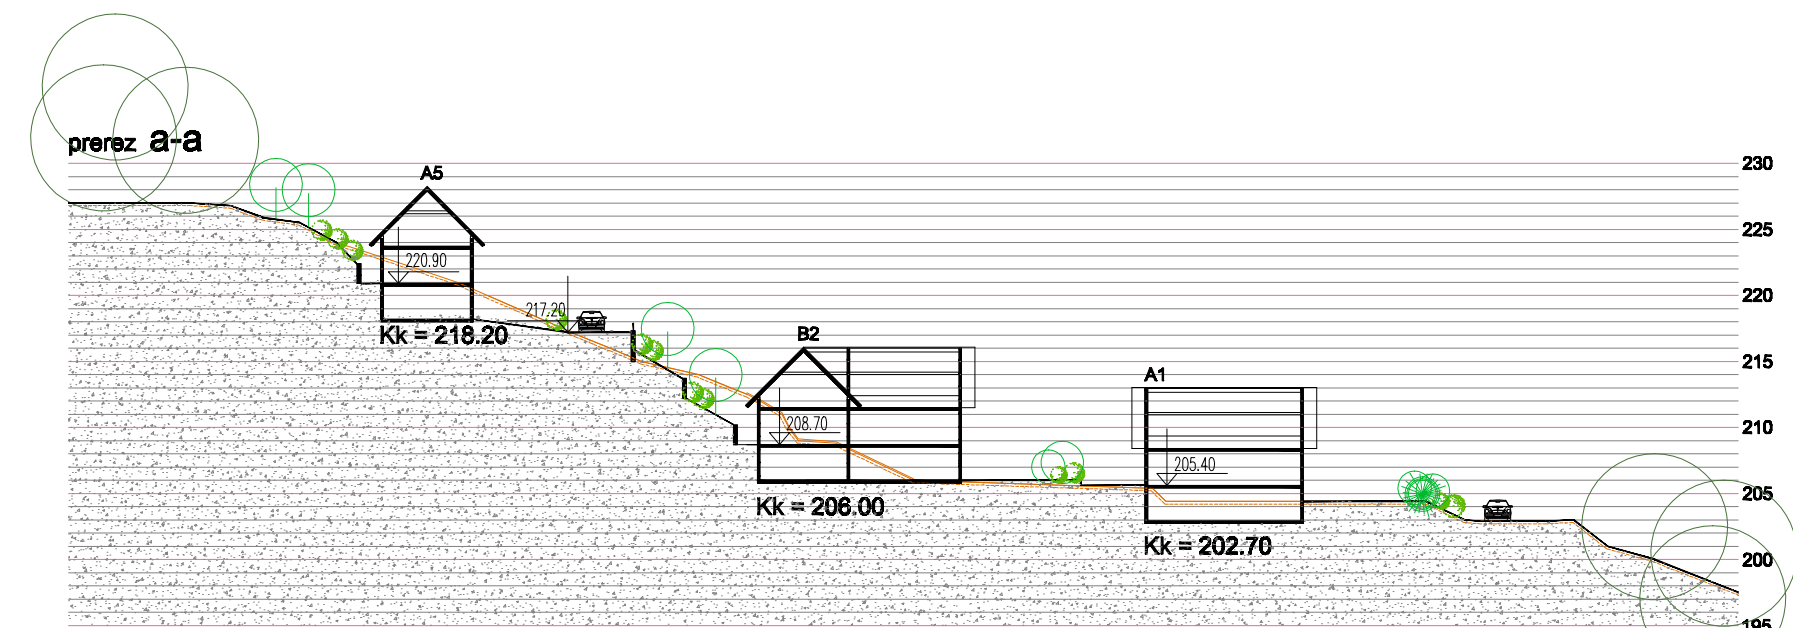 prerez a-a
230
A5
225
220.90
220
217.20
Kk = 218.20
B2
215
A1
210
208.70
205.40
205
Kk = 206.00
Kk = 202.70
200
195